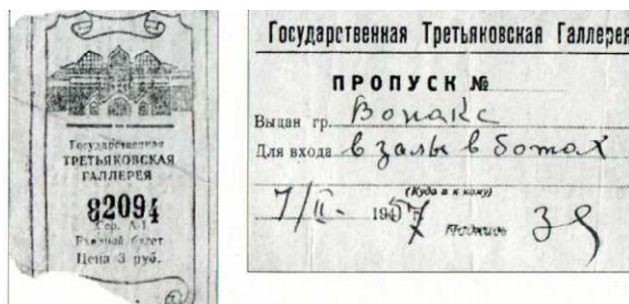 Государственная
ТРЕТЬЯКОВСКАЯ
ГАЛЛЕРЕЯ
82094
Сер. А-1
Входной билет
Цена 3 руб.
Государственная Третьяковская Галлерея
ПРОПУСК №
Выдан гр. Вонакс
Для входа в залы в ботах
(Куда и к кому)
7/II- 1957 г.
Подпись